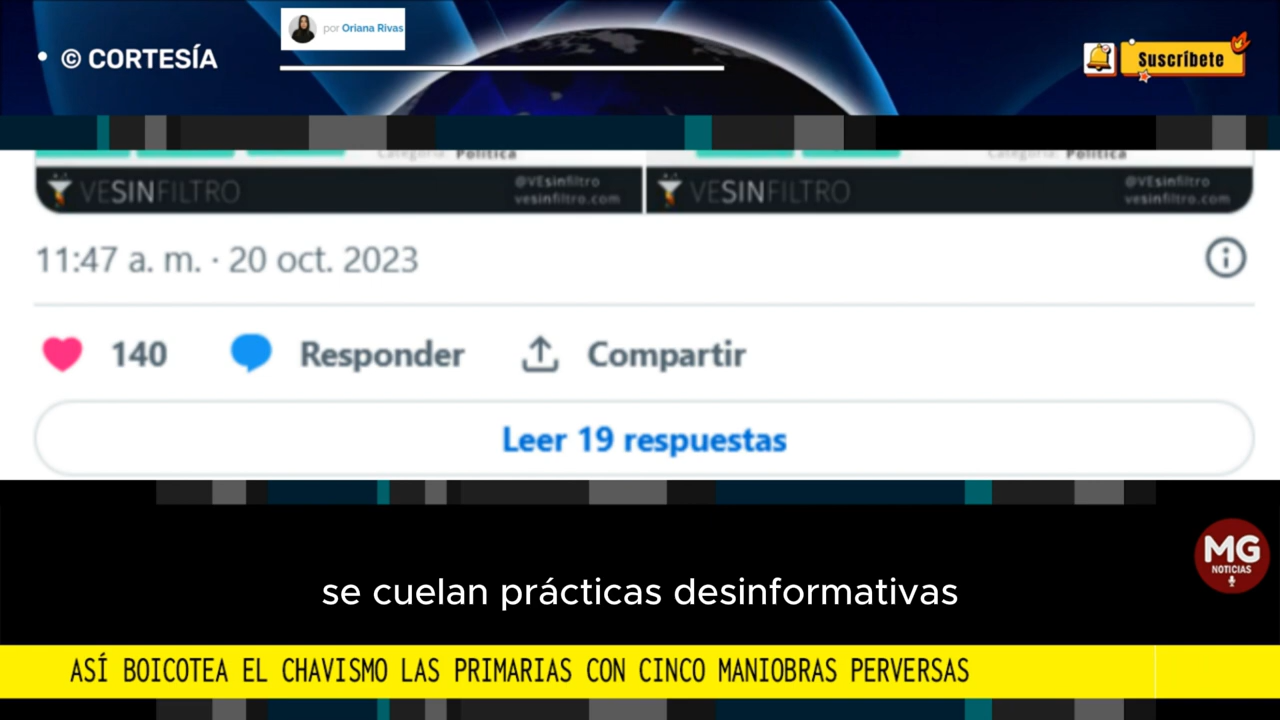 por Oriana Rivas
© CORTESÍA
Suscríbete
Categoría: Política
Categoría: Política
VESINFILTRO
@VEsinfiltro
vesinfiltro.com
VESINFILTRO
@VEsinfiltro
vesinfiltro.com
11:47 a. m. · 20 oct. 2023
140
Responder
Compartir
Leer 19 respuestas
MG
NOTICIAS
se cuelan prácticas desinformativas
ASÍ BOICOTEA EL CHAVISMO LAS PRIMARIAS CON CINCO MANIOBRAS PERVERSAS